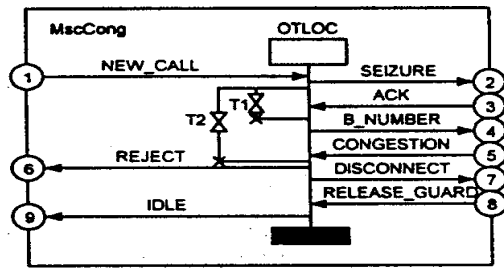 MscCong
OTLOC
1 NEW_CALL
SEIZURE 2
ACK 3
T1
T2
B_NUMBER 4
CONGESTION 5
6 REJECT
DISCONNECT 7
RELEASE_GUARD 8
9 IDLE